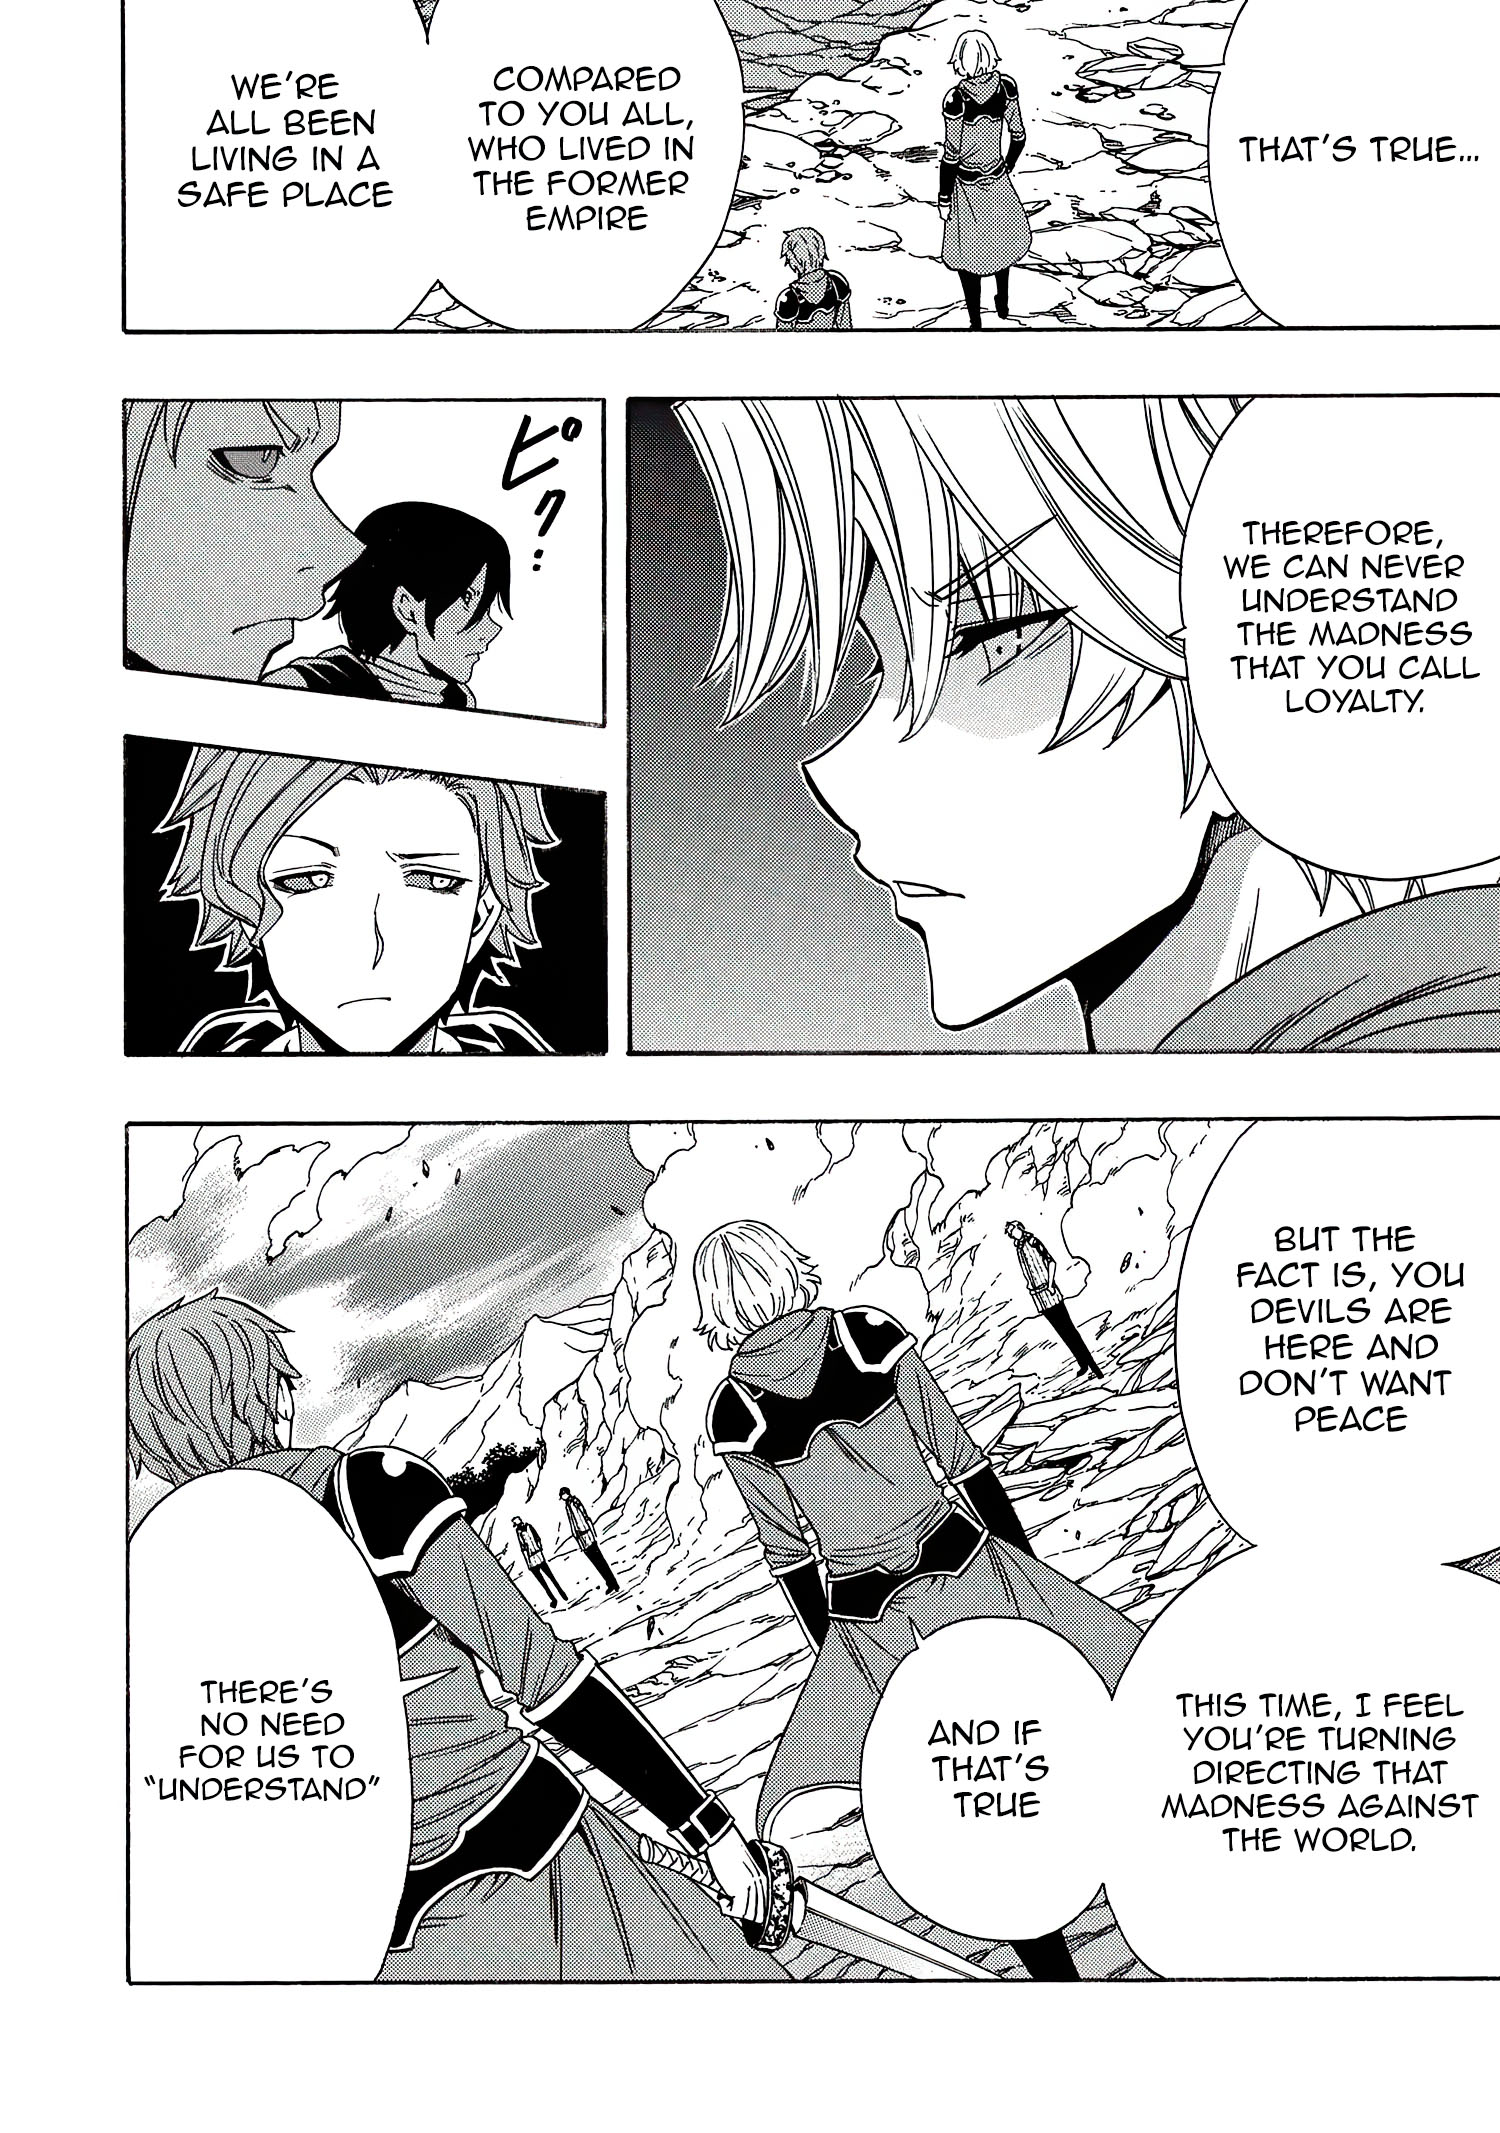 THAT'S TRUE...
COMPARED
TO YOU ALL,
WHO LIVED IN
THE FORMER
EMPIRE
WE'RE
ALL BEEN
LIVING IN A
SAFE PLACE
THEREFORE,
WE CAN NEVER
UNDERSTAND
THE MADNESS
THAT YOU CALL
LOYALTY.
ピク..
BUT THE
FACT IS, YOU
DEVILS ARE
HERE AND
DON'T WANT
PEACE
THIS TIME, I FEEL
YOU'RE TURNING
DIRECTING THAT
MADNESS AGAINST
THE WORLD.
AND IF
THAT'S
TRUE
THERE'S
NO NEED
FOR US TO
"UNDERSTAND"